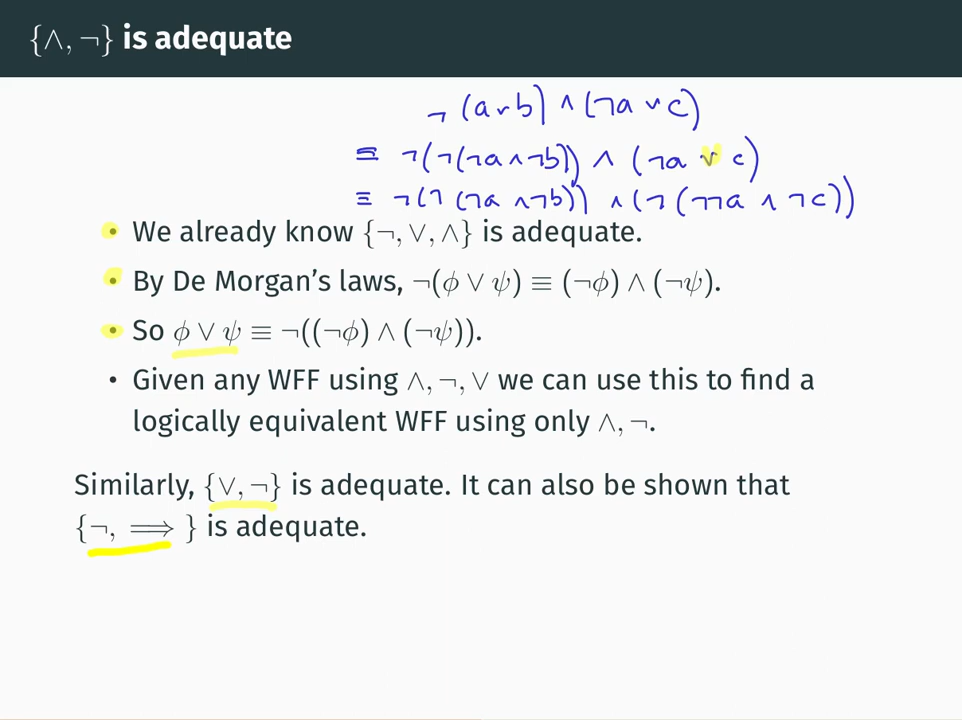 {∧, ¬} is adequate
¬ (a ∨ b) ∧ (¬a ∨ c)
≡ ¬(¬(¬a ∧ ¬b)) ∧ (¬a ∨ c)
≡ ¬(¬ (¬a ∧ ¬b)) ∧ (¬ (¬¬a ∧ ¬c))
• We already know {¬, ∨, ∧} is adequate.
• By De Morgan’s laws, ¬(ϕ ∨ ψ) ≡ (¬ϕ) ∧ (¬ψ).
• So ϕ ∨ ψ ≡ ¬((¬ϕ) ∧ (¬ψ)).
• Given any WFF using ∧, ¬, ∨ we can use this to find a
logically equivalent WFF using only ∧, ¬.
Similarly, {∨, ¬} is adequate. It can also be shown that
{¬, ⟹ } is adequate.